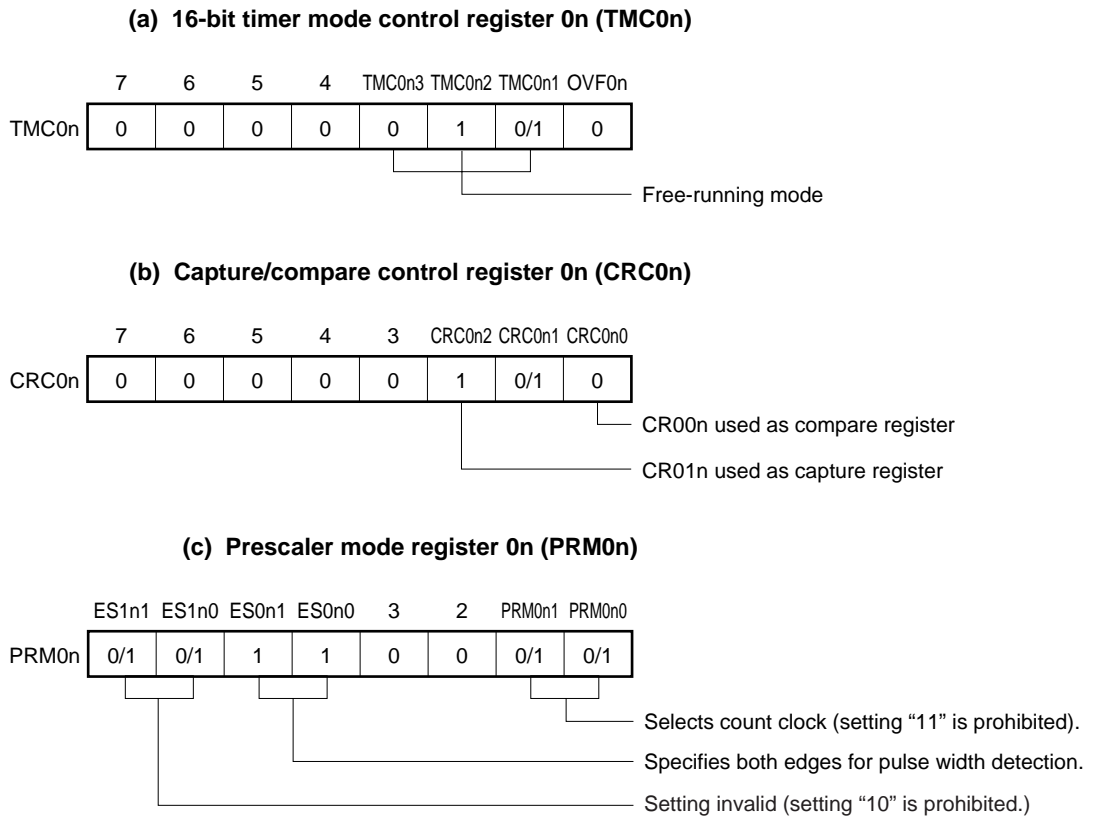 (a) 16-bit timer mode control register 0n (TMC0n)
7 6 5 4 TMC0n3 TMC0n2 TMC0n1 OVF0n
TMC0n 0 0 0 0 0 1 0/1 0
Free-running mode
(b) Capture/compare control register 0n (CRC0n)
7 6 5 4 3 CRC0n2 CRC0n1 CRC0n0
CRC0n 0 0 0 0 0 1 0/1 0
CR00n used as compare register
CR01n used as capture register
(c) Prescaler mode register 0n (PRM0n)
ES1n1 ES1n0 ES0n1 ES0n0 3 2 PRM0n1 PRM0n0
PRM0n 0/1 0/1 1 1 0 0 0/1 0/1
Selects count clock (setting “11” is prohibited).
Specifies both edges for pulse width detection.
Setting invalid (setting “10” is prohibited.)